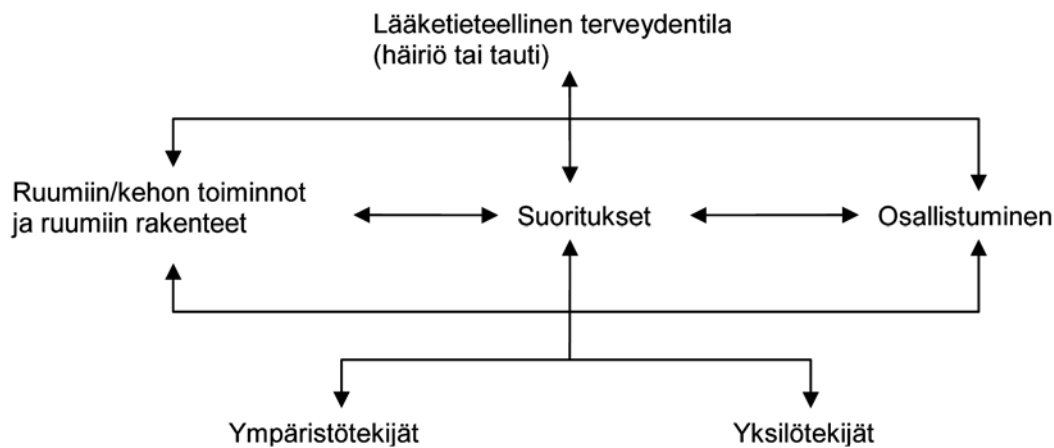 Lääketieteellinen terveydentila
(häiriö tai tauti)
Ruumiin/kehon toiminnot
ja ruumiin rakenteet
Suoritukset
Osallistuminen
Ympäristötekijät
Yksilötekijät